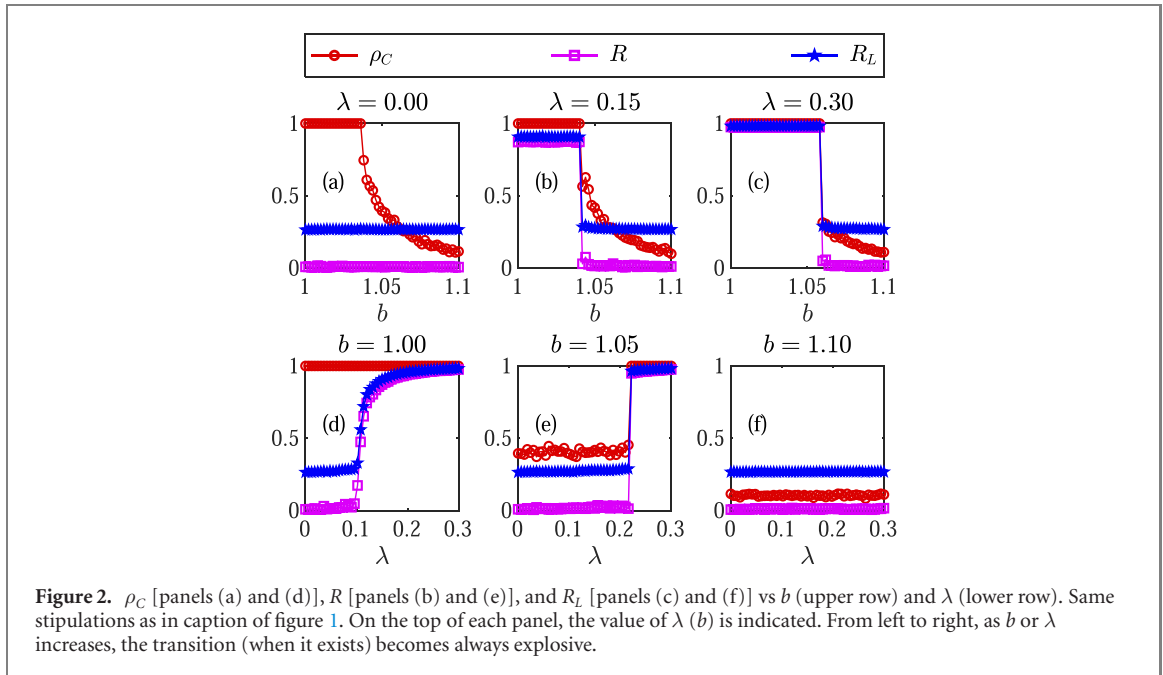 ρ_C R R_L
λ = 0.00 λ = 0.15 λ = 0.30
1 1 1
(a) (b) (c)
0.5 0.5 0.5
0 0 0
1 1.05 1.1 1 1.05 1.1 1 1.05 1.1
b b b
b = 1.00 b = 1.05 b = 1.10
1 1 1
(d) (e) (f)
0.5 0.5 0.5
0 0 0
0 0.1 0.2 0.3 0 0.1 0.2 0.3 0 0.1 0.2 0.3
λ λ λ
Figure 2. ρ_C [panels (a) and (d)], R [panels (b) and (e)], and R_L [panels (c) and (f)] vs b (upper row) and λ (lower row). Same
stipulations as in caption of figure 1. On the top of each panel, the value of λ (b) is indicated. From left to right, as b or λ
increases, the transition (when it exists) becomes always explosive.